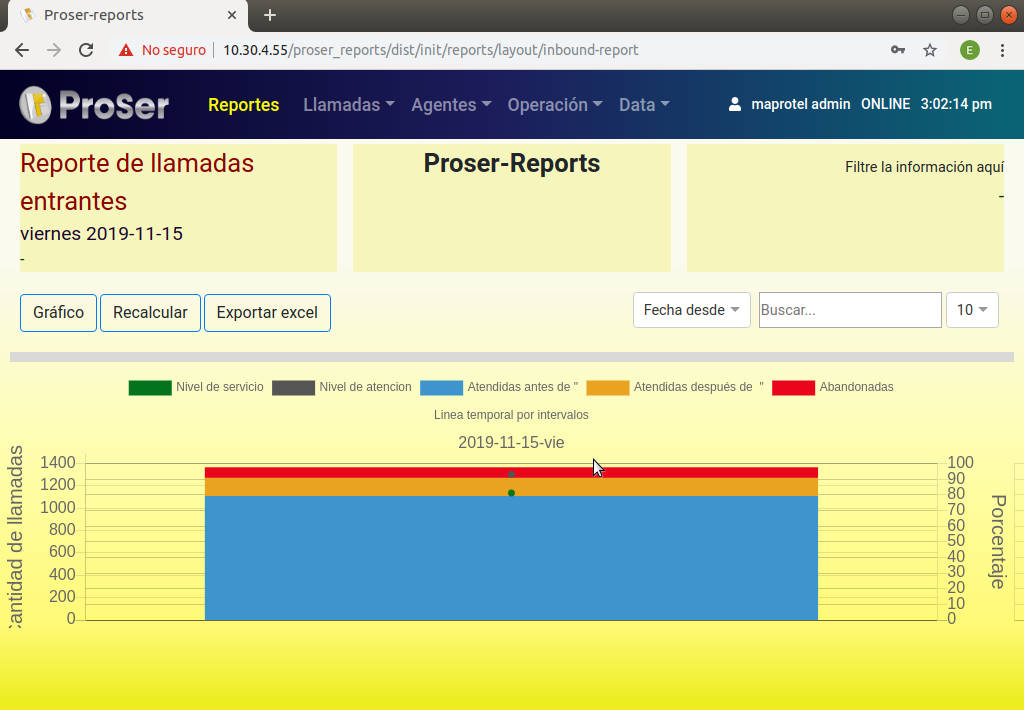 Proser-reports
No seguro
10.30.4.55/proser_reports/dist/init/reports/layout/inbound-report
E
ProSer
Reportes
Llamadas
Agentes
Operación
Data
maprotel admin
ONLINE
3:02:14 pm
Reporte de llamadas
entrantes
viernes 2019-11-15
-
Proser-Reports
Filtre la información aquí
-
Gráfico
Recalcular
Exportar excel
Fecha desde
Buscar...
10
Nivel de servicio
Nivel de atencion
Atendidas antes de "
Atendidas después de "
Abandonadas
Linea temporal por intervalos
2019-11-15-vie
1400
1200
1000
800
600
400
200
0
100
90
80
70
60
50
40
30
20
10
0
Porcentaje
de llamadas